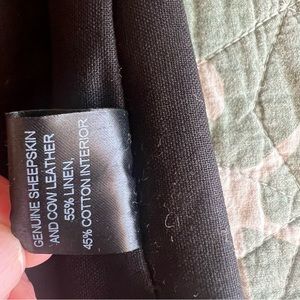 GENUINE SHEEPSKIN
AND COW LEATHER
55% LINEN,
45% COTTON INTERIOR